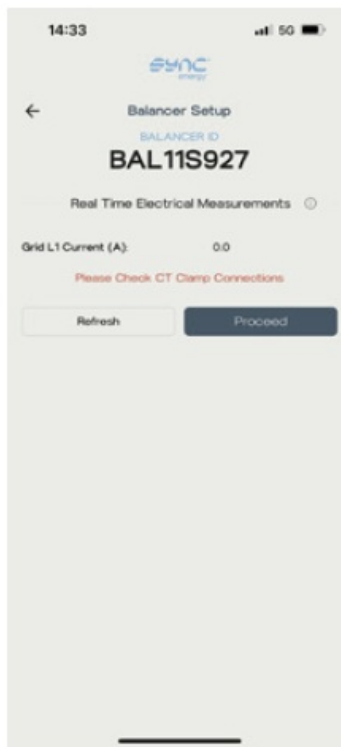 14:33 5G
sync
energy
Balancer Setup
BALANCER ID
BAL11S927
Real Time Electrical Measurements
Grid L1 Current (A): 0.0
Please Check CT Clamp Connections
Refresh Proceed